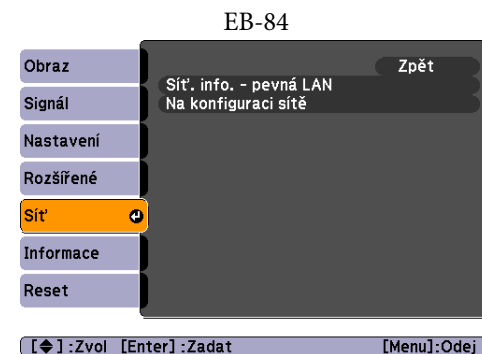 EB-84
Obraz
Signál
Nastavení
Rozšířené
Síť
Informace
Reset
Zpět
Síť. info. - pevná LAN
Na konfiguraci sítě
[◆] :Zvol [Enter] :Zadat [Menu]:Odej